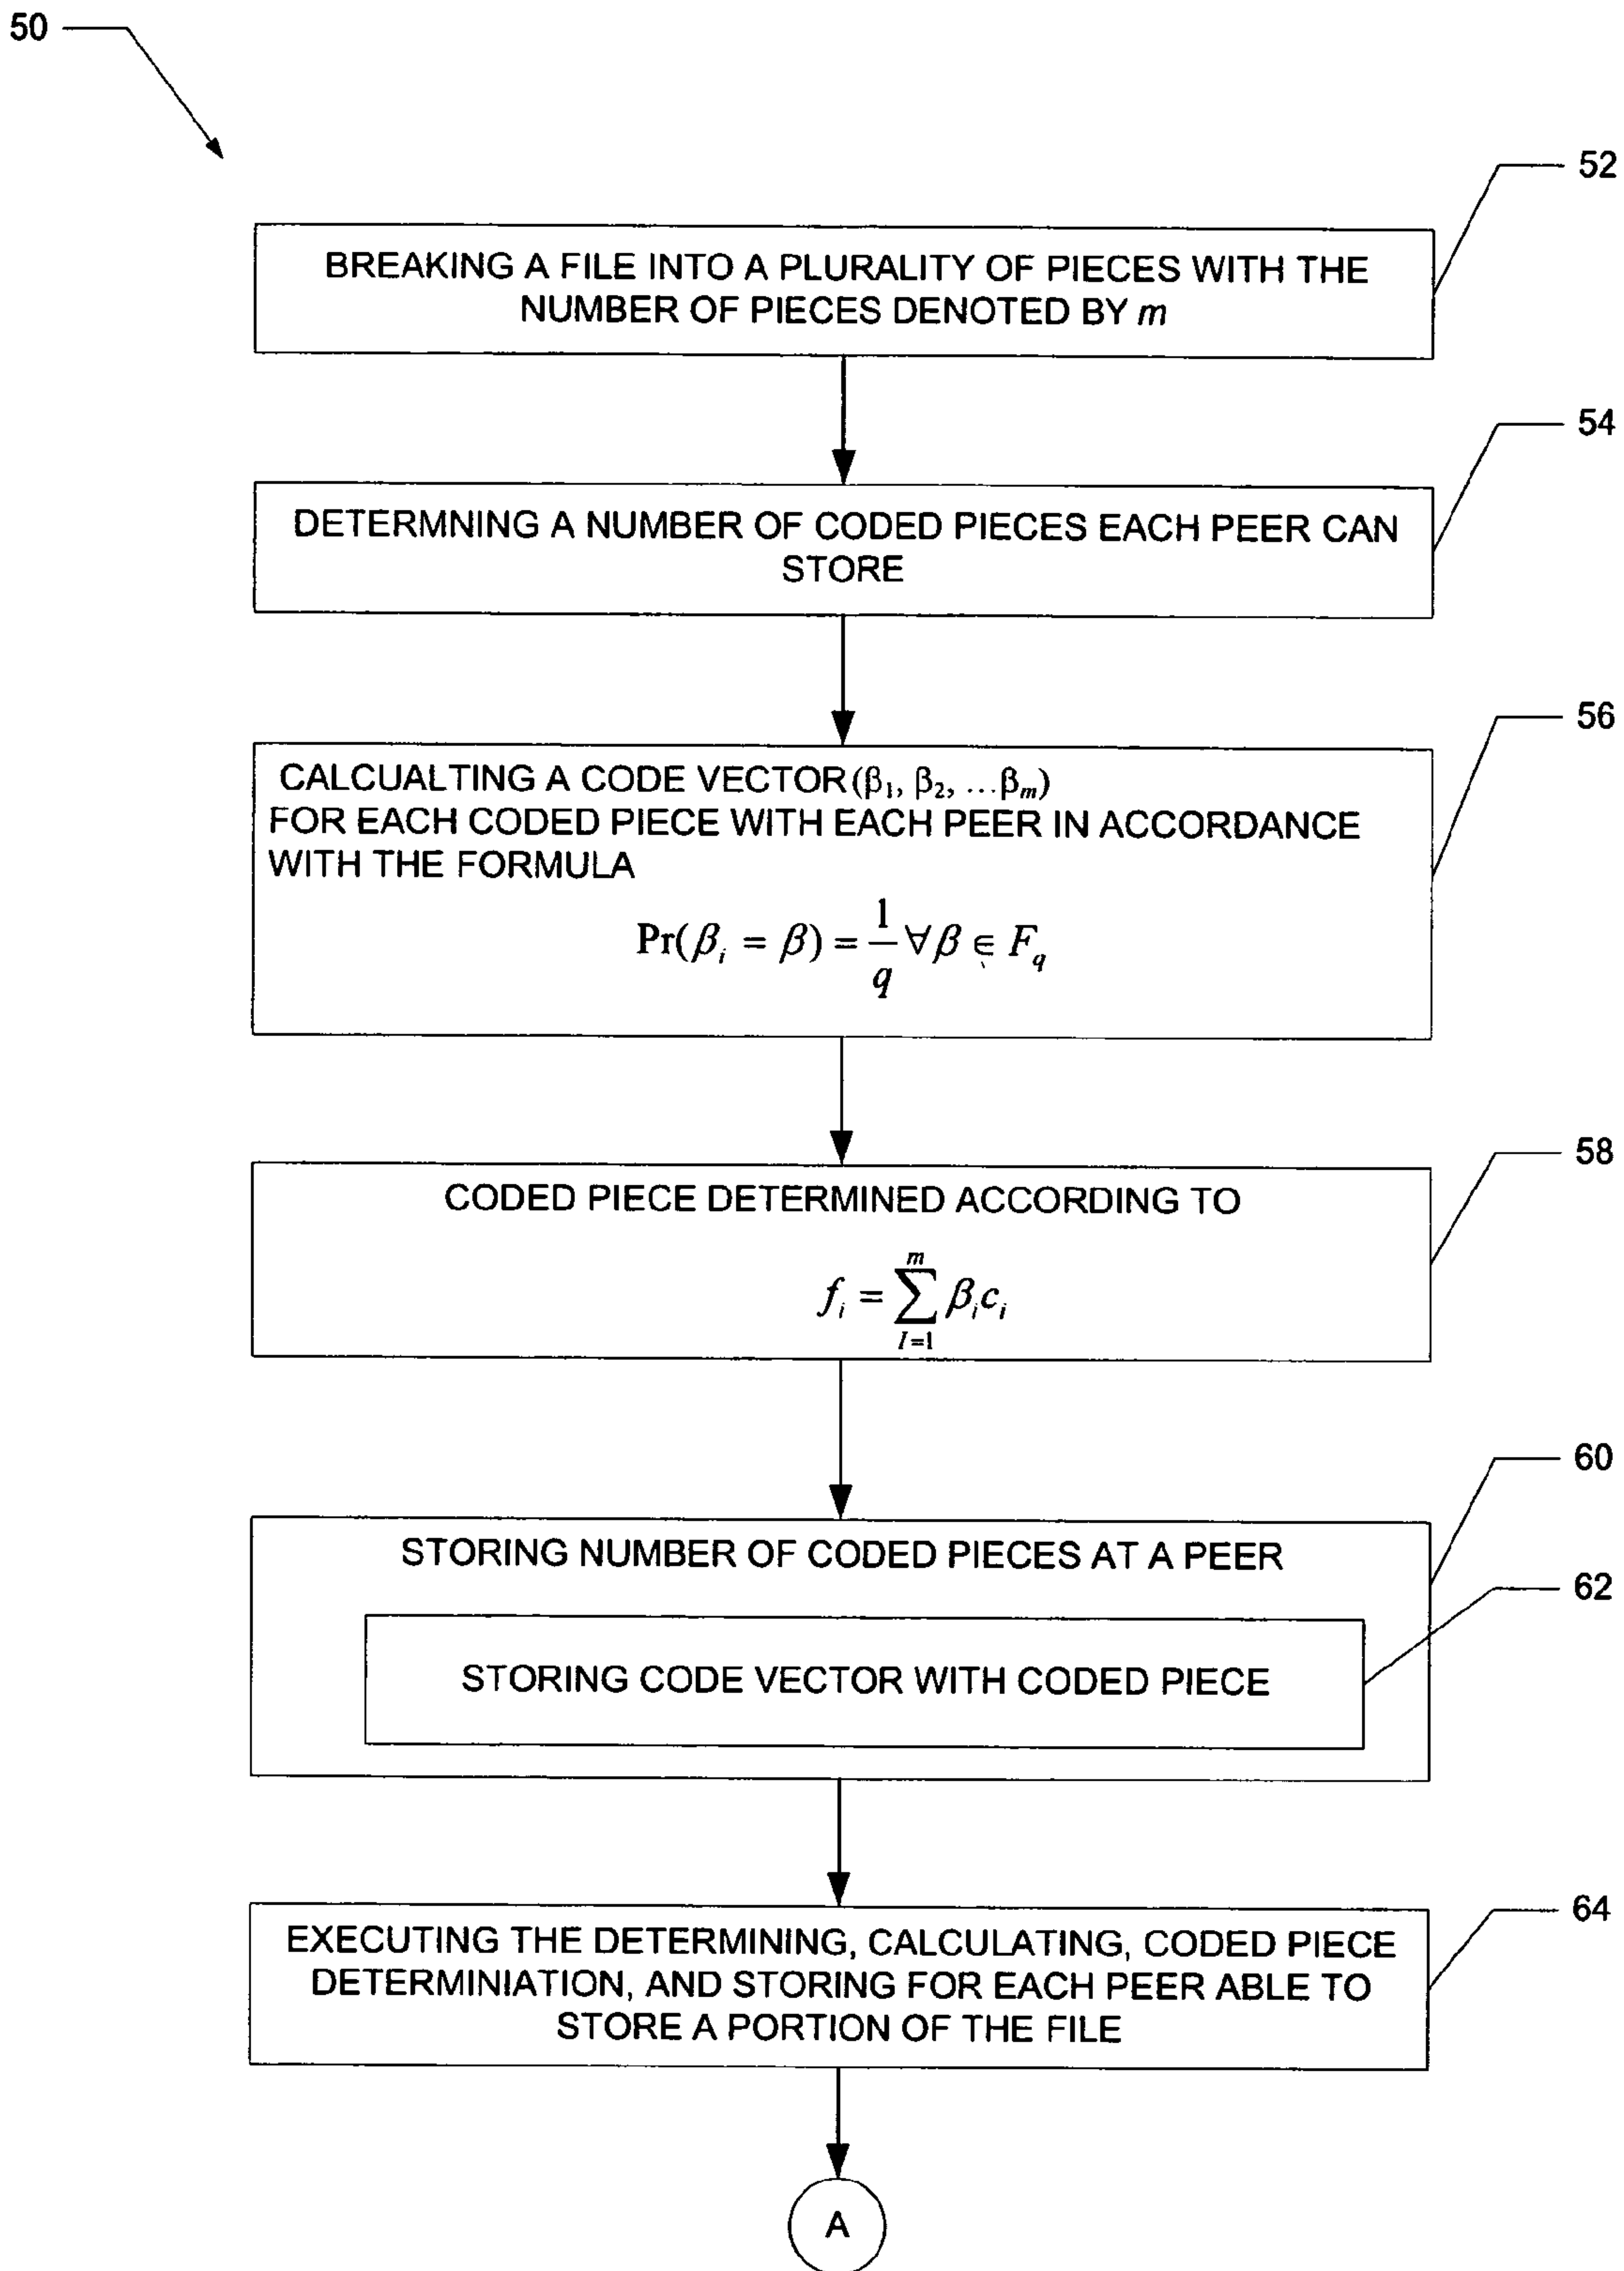 50
52
BREAKING A FILE INTO A PLURALITY OF PIECES WITH THE
NUMBER OF PIECES DENOTED BY m
54
DETERMNING A NUMBER OF CODED PIECES EACH PEER CAN
STORE
56
CALCUALTING A CODE VECTOR (β₁, β₂, ...βₘ)
FOR EACH CODED PIECE WITH EACH PEER IN ACCORDANCE
WITH THE FORMULA
Pr(βᵢ = β) = 1/q ∀β ∈ F_q
58
CODED PIECE DETERMINED ACCORDING TO
fᵢ = ∑_{I=1}^{m} βᵢcᵢ
60
STORING NUMBER OF CODED PIECES AT A PEER
62
STORING CODE VECTOR WITH CODED PIECE
64
EXECUTING THE DETERMINING, CALCULATING, CODED PIECE
DETERMINIATION, AND STORING FOR EACH PEER ABLE TO
STORE A PORTION OF THE FILE
A